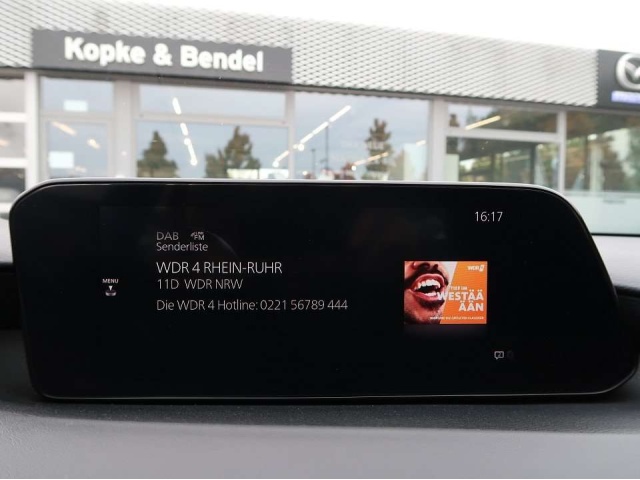 Kopke & Bendel
16:17
DAB FM
Senderliste
WDR 4 RHEIN-RUHR
MENU
11D WDR NRW
Die WDR 4 Hotline: 0221 56789 444
WDR
WESTÄÄ
ÄÄN